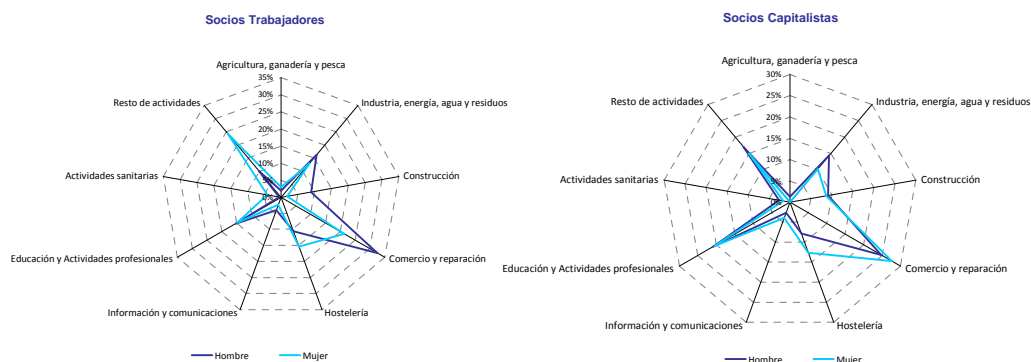 Socios Trabajadores
Agricultura, ganadería y pesca
35%
30%
25%
20%
15%
10%
5%
0%
Industria, energía, agua y residuos
Construcción
Comercio y reparación
Hostelería
Información y comunicaciones
Educación y Actividades profesionales
Actividades sanitarias
Resto de actividades
Hombre
Mujer
Socios Capitalistas
Agricultura, ganadería y pesca
30%
25%
20%
15%
10%
5%
0%
Industria, energía, agua y residuos
Construcción
Comercio y reparación
Hostelería
Información y comunicaciones
Educación y Actividades profesionales
Actividades sanitarias
Resto de actividades
Hombre
Mujer